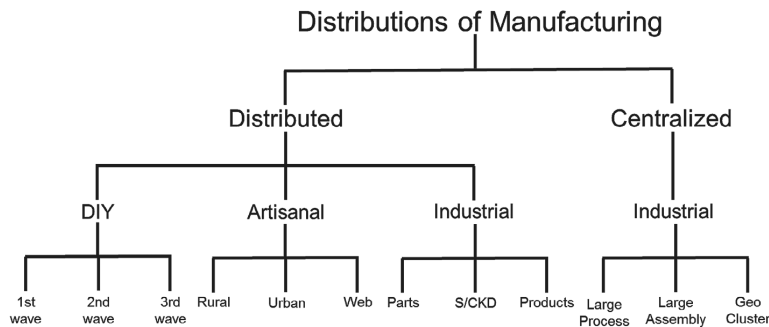 Distributions of Manufacturing
Distributed
Centralized
DIY
Artisanal
Industrial
Industrial
1st
wave
2nd
wave
3rd
wave
Rural
Urban
Web
Parts
S/CKD
Products
Large
Process
Large
Assembly
Geo
Cluster